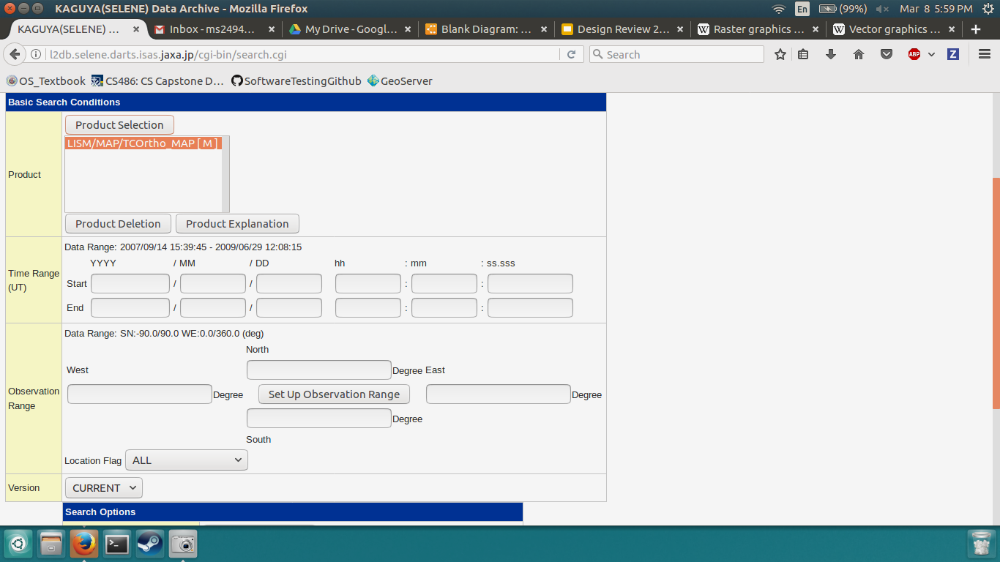 KAGUYA(SELENE) Data Archive - Mozilla Firefox
En (99%) Mar 8 5:59 PM
KAGUYA(SELENE) ... Inbox - ms2494... My Drive - Googl... Blank Diagram: ... Design Review 2... Raster graphics ... Vector graphics ...
l2db.selene.darts.isas.jaxa.jp/cgi-bin/search.cgi Search ABP Z
OS_Textbook CS486: CS Capstone D... SoftwareTestingGithub GeoServer
Basic Search Conditions
Product Selection
LISM/MAP/TCOrtho_MAP [ M ]
Product
Product Deletion Product Explanation
Data Range: 2007/09/14 15:39:45 - 2009/06/29 12:08:15
YYYY / MM / DD hh : mm : ss.sss
Time Range
(UT)
Start / / : :
End / / : :
Data Range: SN:-90.0/90.0 WE:0.0/360.0 (deg)
North
West Degree East
Observation
Range
Degree Set Up Observation Range Degree
Degree
South
Location Flag ALL
Version CURRENT
Search Options